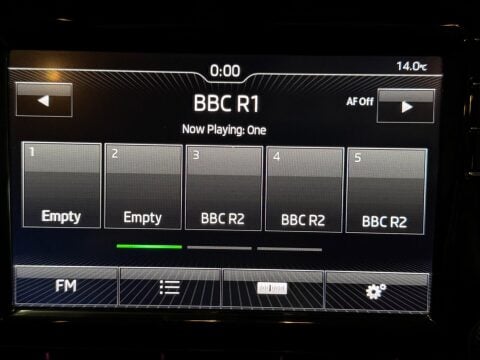 0:00
14.0°C
BBC R1
AF Off
Now Playing: One
1 2 3 4 5
Empty Empty BBC R2 BBC R2 BBC R2
FM